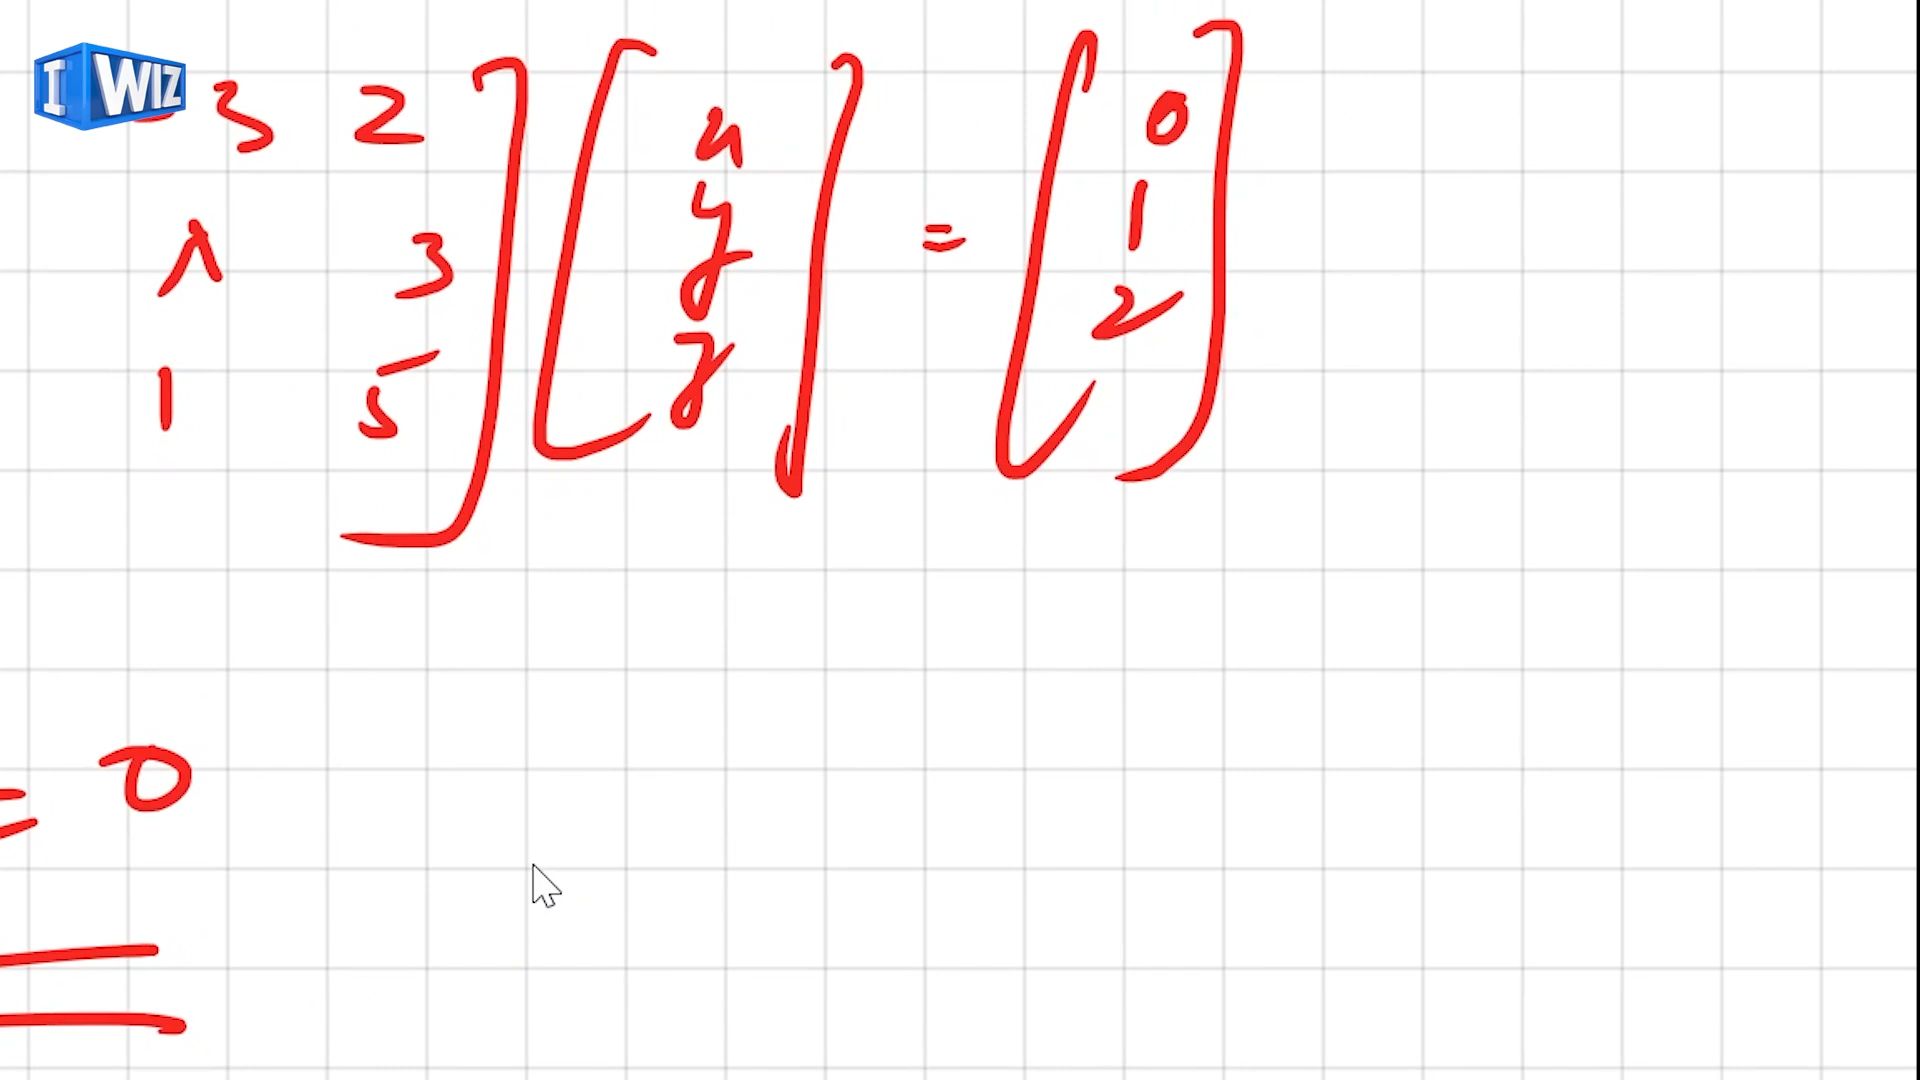 I WIZ
-3 2 ] [ x ] = [ 0 ]
λ 3 y 1
1 5 z 2
= 0